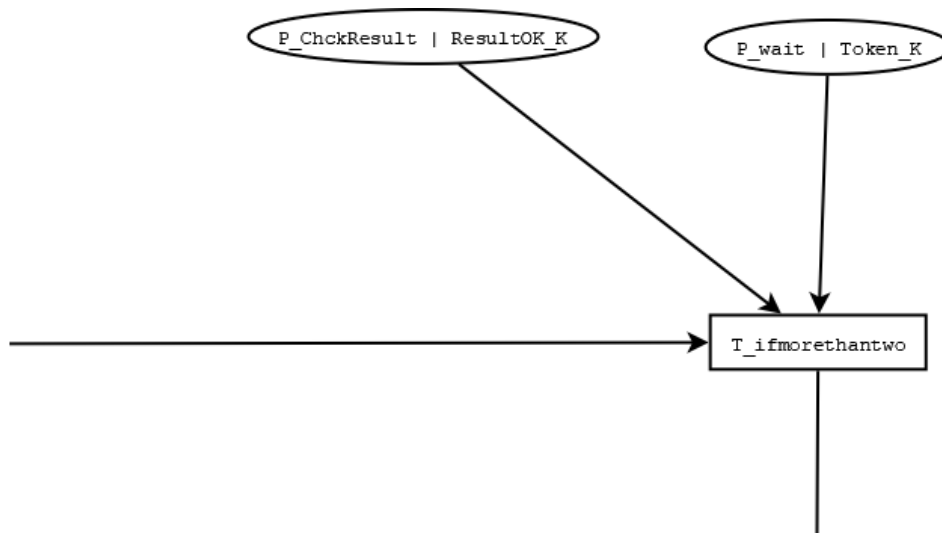 P_ChckResult | ResultOK_K
P_wait | Token_K
T_ifmorethantwo